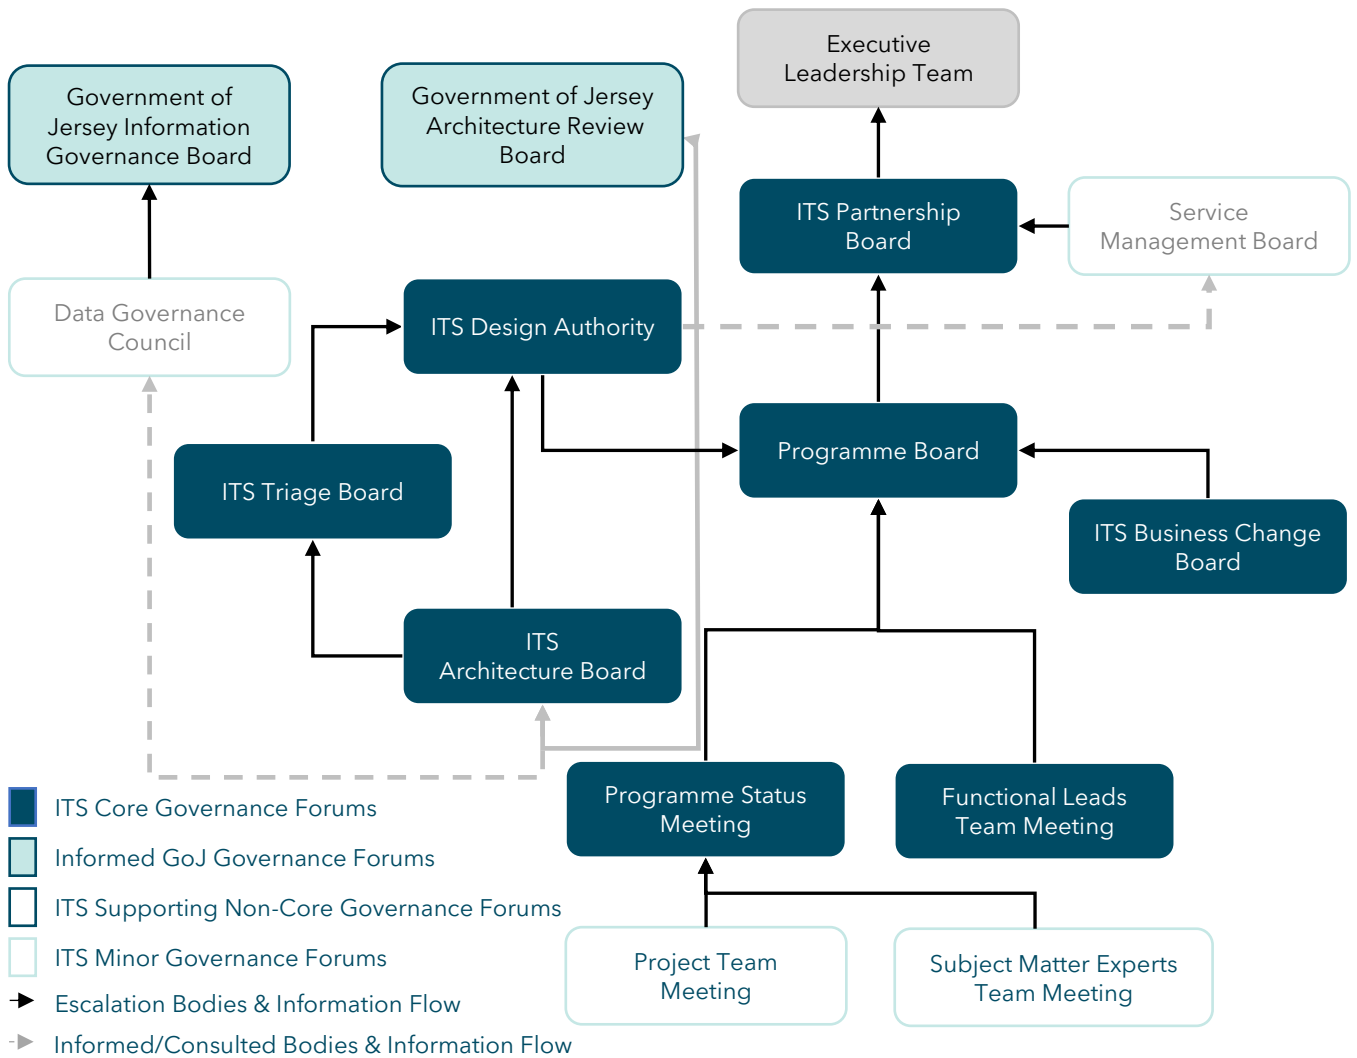 Executive
Leadership Team
Government of
Jersey Information
Governance Board
Government of Jersey
Architecture Review
Board
ITS Partnership
Board
Service
Management Board
Data Governance
Council
ITS Design Authority
Programme Board
ITS Triage Board
ITS Business Change
Board
ITS
Architecture Board
Programme Status
Meeting
Functional Leads
Team Meeting
Project Team
Meeting
Subject Matter Experts
Team Meeting
ITS Core Governance Forums
Informed GoJ Governance Forums
ITS Supporting Non-Core Governance Forums
ITS Minor Governance Forums
Escalation Bodies & Information Flow
Informed/Consulted Bodies & Information Flow